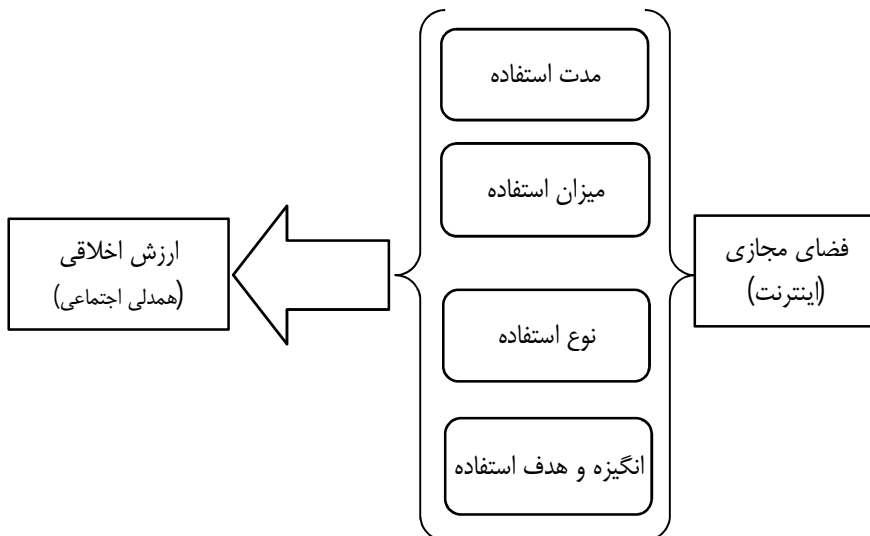 فضای مجازی
(اینترنت)
مدت استفاده
میزان استفاده
نوع استفاده
انگیزه و هدف استفاده
ارزش اخلاقی
(همدلی اجتماعی)